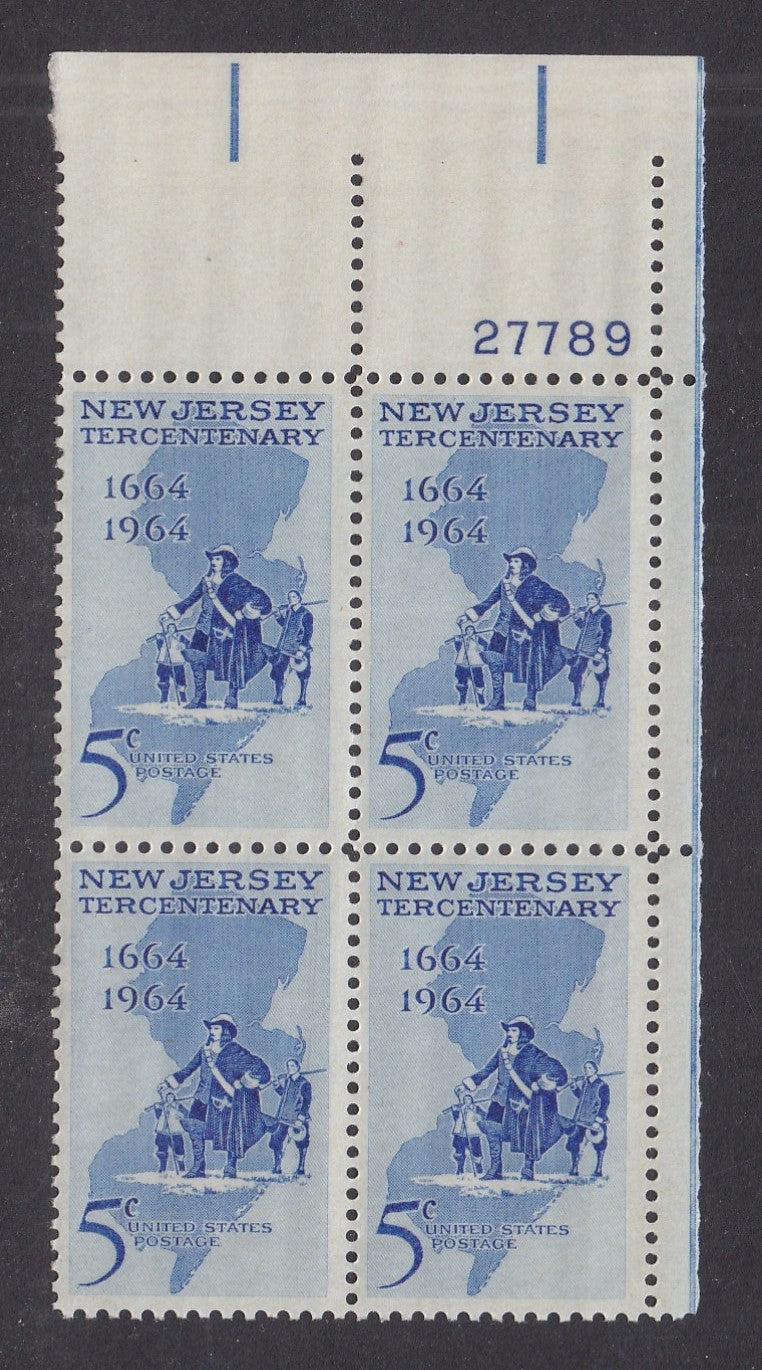 27789
NEW JERSEY
TERCENTENARY
1664
1964
5c
UNITED STATES
POSTAGE
NEW JERSEY
TERCENTENARY
1664
1964
5c
UNITED STATES
POSTAGE
NEW JERSEY
TERCENTENARY
1664
1964
5c
UNITED STATES
POSTAGE
NEW JERSEY
TERCENTENARY
1664
1964
5c
UNITED STATES
POSTAGE